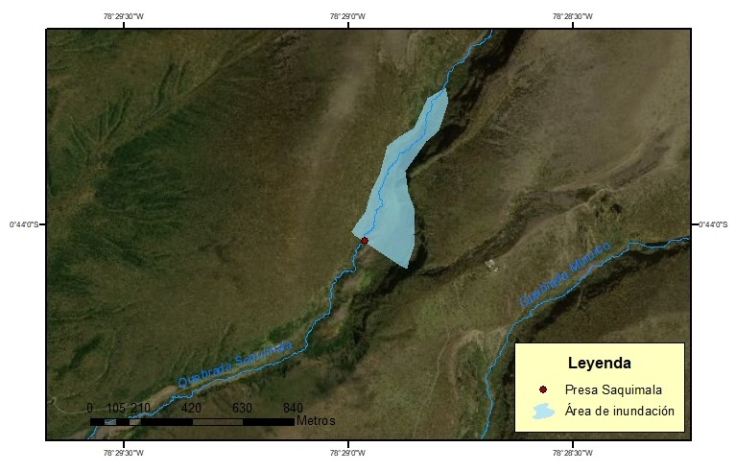 78°29'30"W 78°29'0"W 78°28'30"W
0°44'0"S 0°44'0"S
Quebrada Maulico
Quebrada Saquimala
Leyenda
Presa Saquimala
Área de inundación
0 105 210 420 630 840
Metros
78°29'30"W 78°29'0"W 78°28'30"W